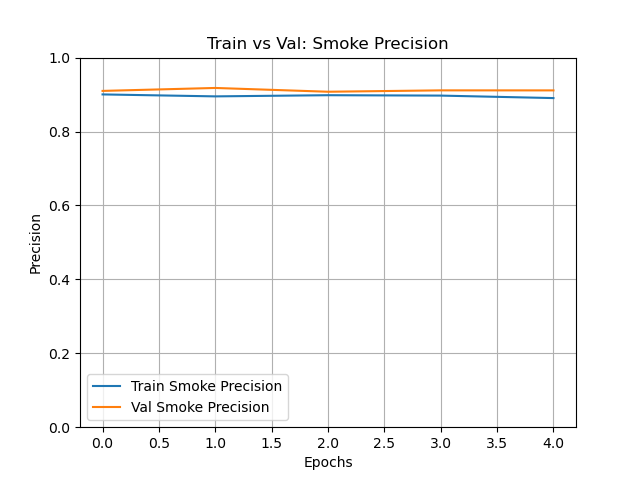 Train vs Val: Smoke Precision
1.0
0.8
0.6
0.4
0.2
0.0
Precision
Train Smoke Precision
Val Smoke Precision
0.0 0.5 1.0 1.5 2.0 2.5 3.0 3.5 4.0
Epochs